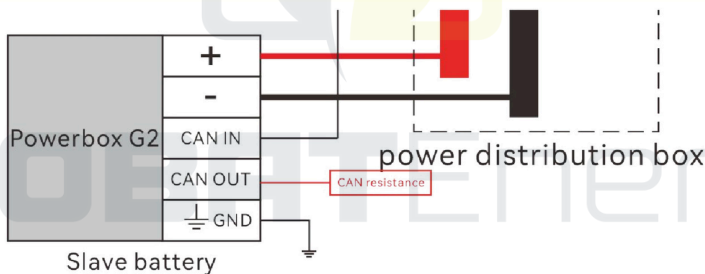 +
-
Powerbox G2
CAN IN
CAN OUT
CAN resistance
GND
power distribution box
Slave battery